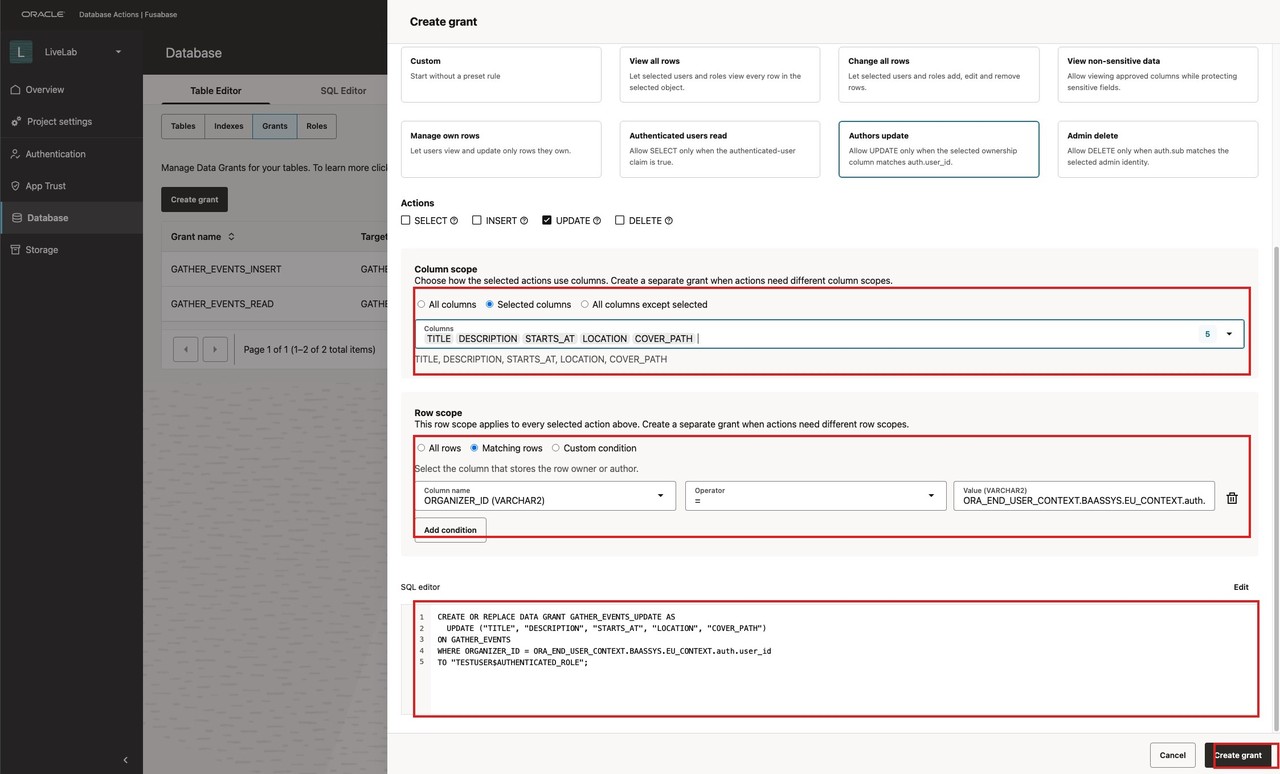 ORACLE Database Actions | Fusabase
L LiveLab
Overview
Project settings
Authentication
App Trust
Database
Storage
Database
Table Editor SQL Editor
Tables Indexes Grants Roles
Manage Data Grants for your tables. To learn more click
Create grant
Grant name Target
GATHER_EVENTS_INSERT GATHE
GATHER_EVENTS_READ GATHE
Page 1 of 1 (1–2 of 2 total items)
Create grant
Custom
Start without a preset rule
View all rows
Let selected users and roles view every row in the
selected object.
Change all rows
Let selected users and roles add, edit and remove
rows.
View non-sensitive data
Allow viewing approved columns while protecting
sensitive fields.
Manage own rows
Let users view and update only rows they own.
Authenticated users read
Allow SELECT only when the authenticated-user
claim is true.
Authors update
Allow UPDATE only when the selected ownership
column matches auth.user_id.
Admin delete
Allow DELETE only when auth.sub matches the
selected admin identity.
Actions
SELECT INSERT UPDATE DELETE
Column scope
Choose how the selected actions use columns. Create a separate grant when actions need different column scopes.
All columns Selected columns All columns except selected
Columns
TITLE DESCRIPTION STARTS_AT LOCATION COVER_PATH 5
TITLE, DESCRIPTION, STARTS_AT, LOCATION, COVER_PATH
Row scope
This row scope applies to every selected action above. Create a separate grant when actions need different row scopes.
All rows Matching rows Custom condition
Select the column that stores the row owner or author.
Column name Operator Value (VARCHAR2)
ORGANIZER_ID (VARCHAR2) = ORA_END_USER_CONTEXT.BAASSYS.EU_CONTEXT.auth.
Add condition
SQL editor Edit
1 CREATE OR REPLACE DATA GRANT GATHER_EVENTS_UPDATE AS
2 UPDATE ("TITLE", "DESCRIPTION", "STARTS_AT", "LOCATION", "COVER_PATH")
3 ON GATHER_EVENTS
4 WHERE ORGANIZER_ID = ORA_END_USER_CONTEXT.BAASSYS.EU_CONTEXT.auth.user_id
5 TO "TESTUSER$AUTHENTICATED_ROLE";
Cancel Create grant